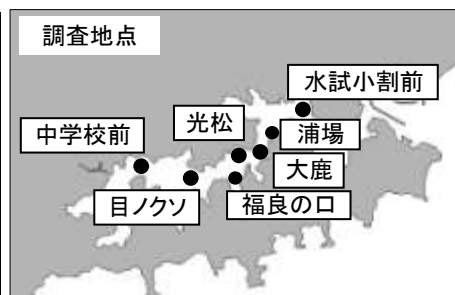 調査地点
水試小割前
光松
中学校前
浦場
大鹿
目ノクソ
福良の口